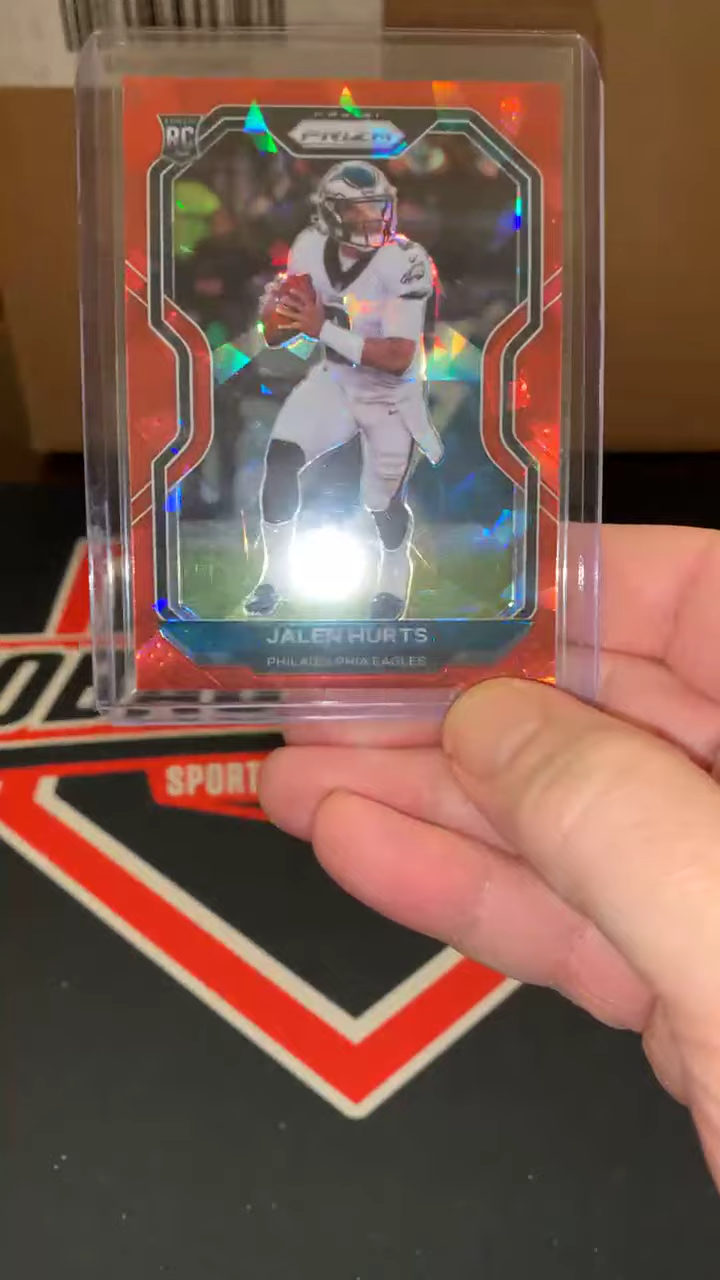 RC
PANINI
PRIZM
JALEN HURTS
PHILADELPHIA EAGLES
SPORT